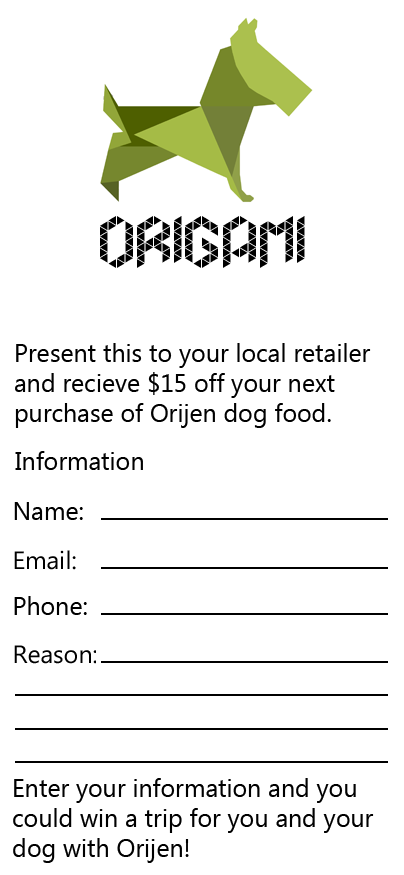 ORIGAMI
Present this to your local retailer
and recieve $15 off your next
purchase of Orijen dog food.
Information
Name:
Email:
Phone:
Reason:
Enter your information and you
could win a trip for you and your
dog with Orijen!